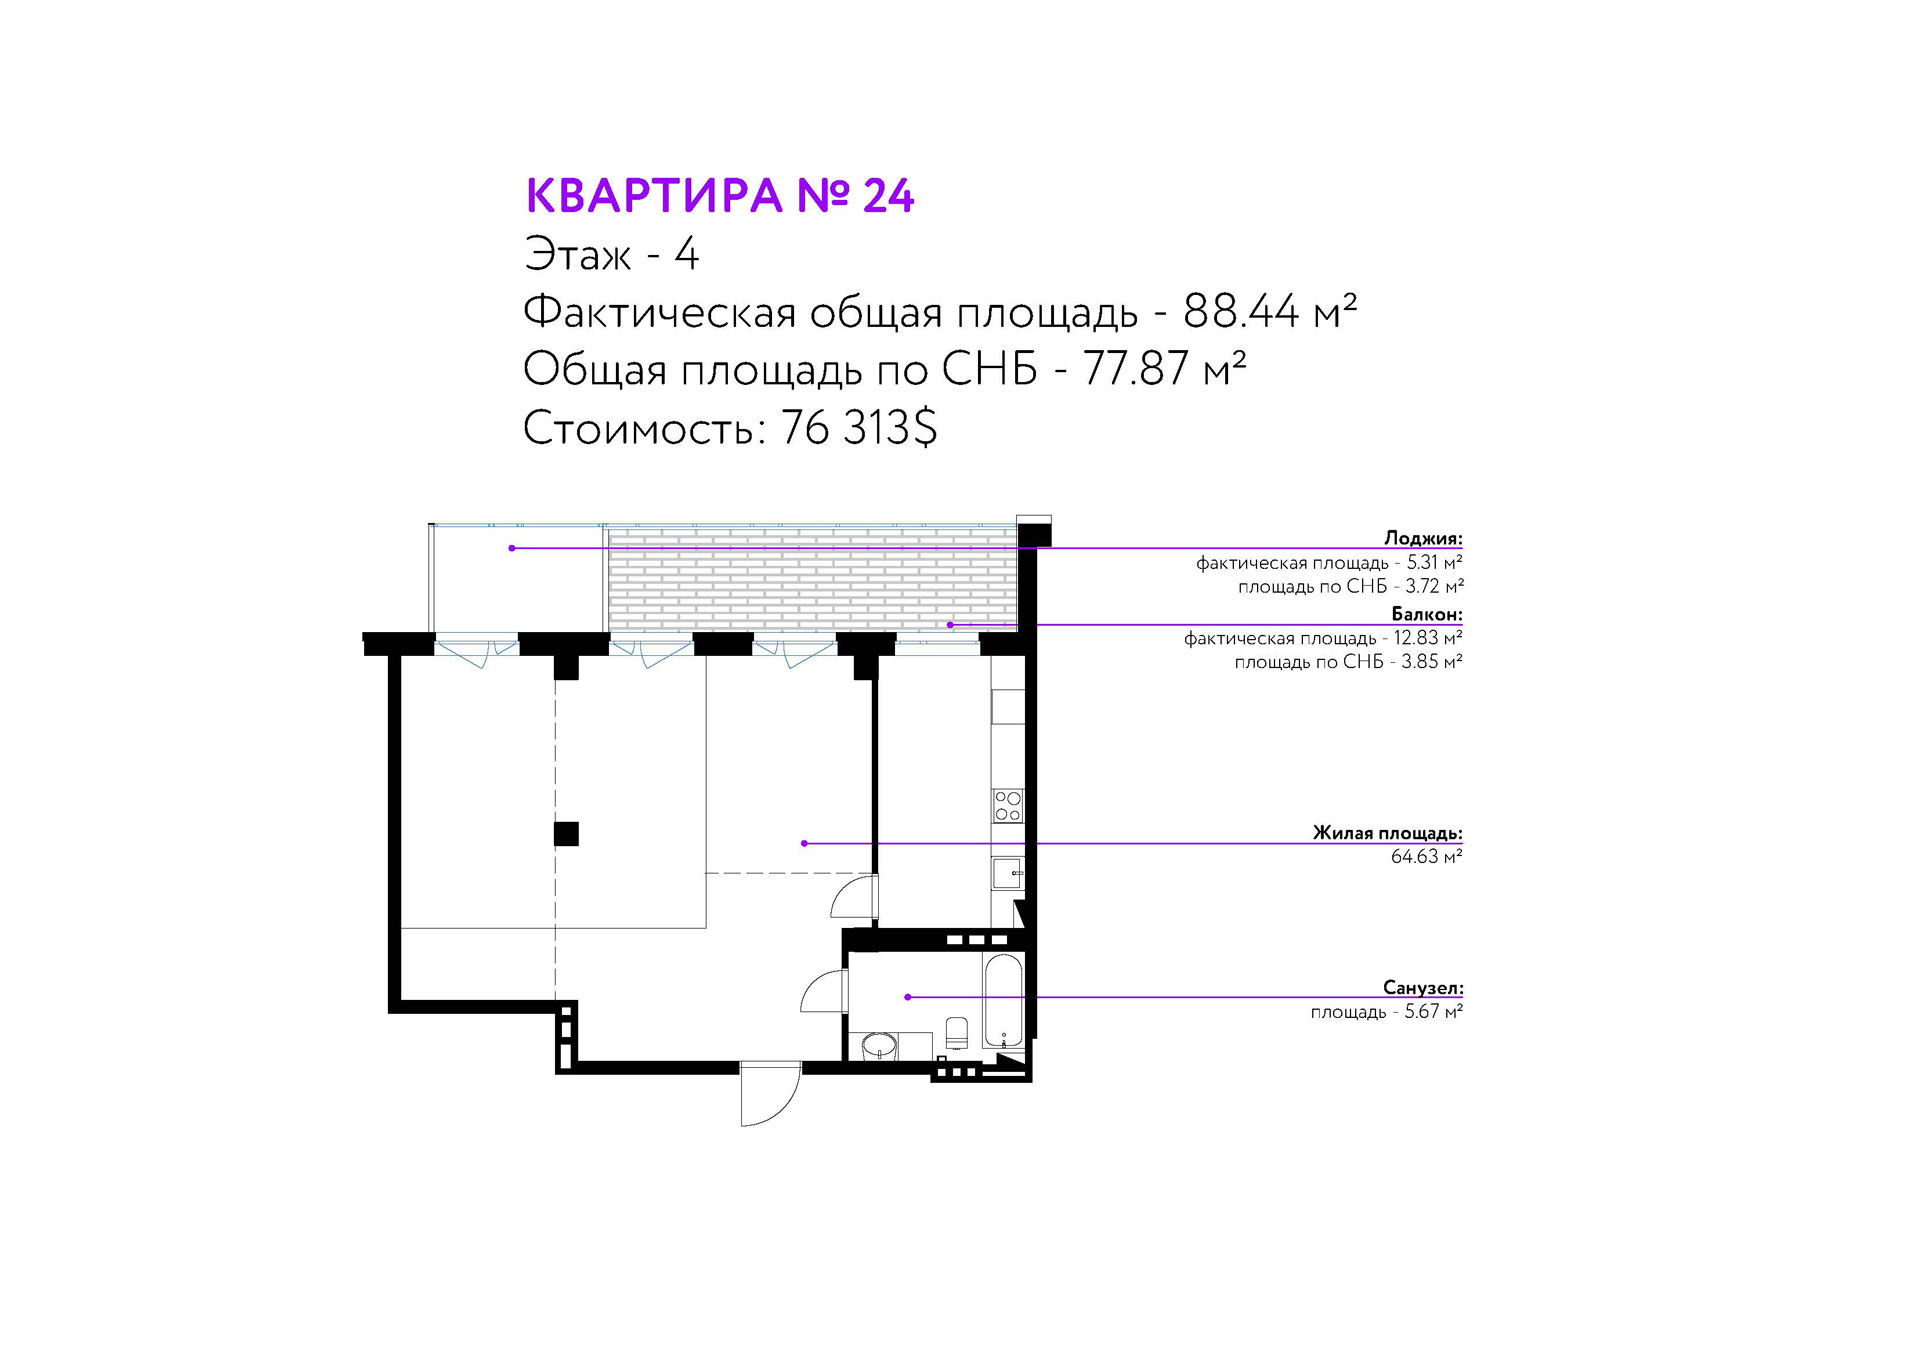 КВАРТИРА № 24
Этаж - 4
Фактическая общая площадь - 88.44 м²
Общая площадь по СНБ - 77.87 м²
Стоимость: 76 313$
Лоджия:
фактическая площадь - 5.31 м²
площадь по СНБ - 3.72 м²
Балкон:
фактическая площадь - 12.83 м²
площадь по СНБ - 3.85 м²
Жилая площадь:
64.63 м²
Санузел:
площадь - 5.67 м²